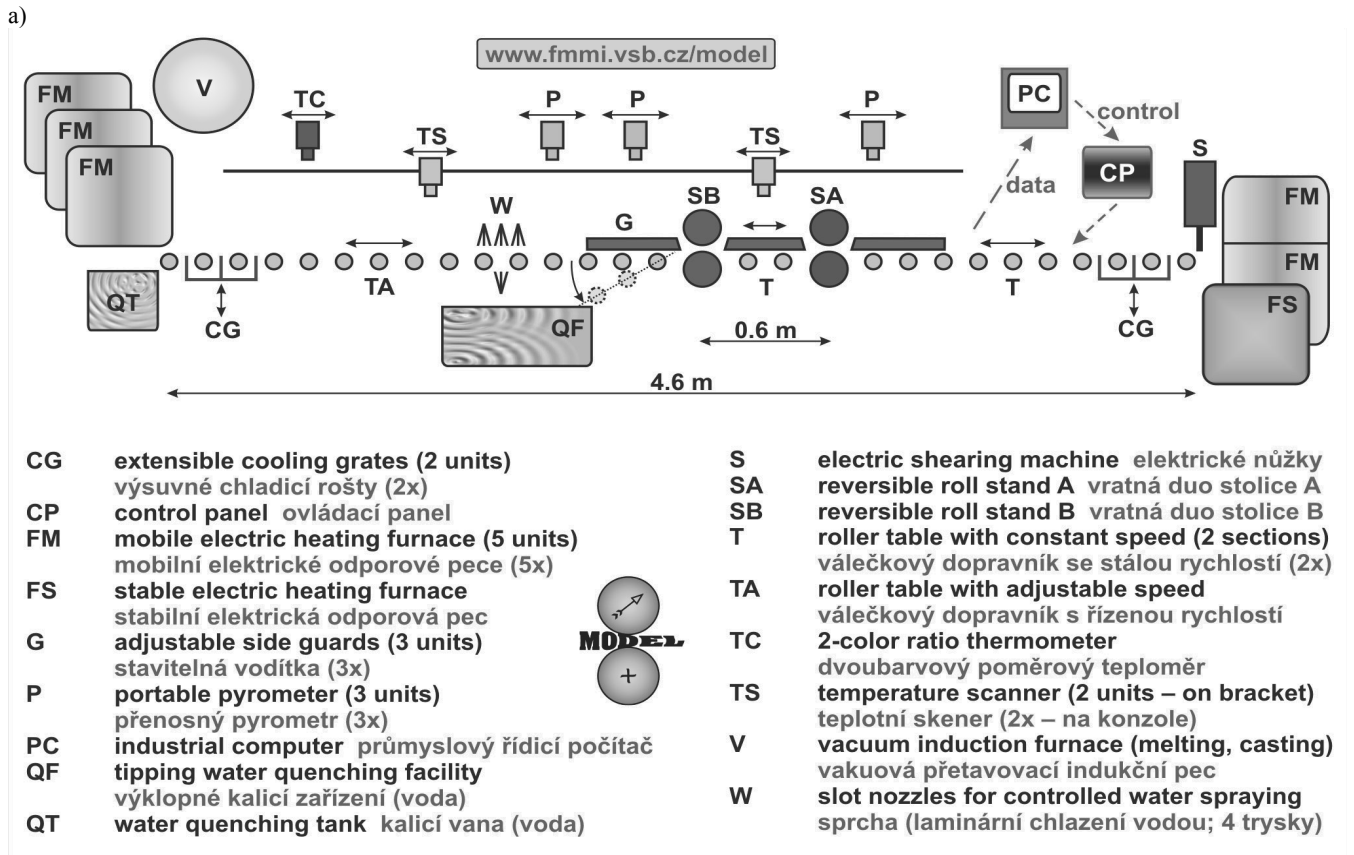 a)
www.fmmi.vsb.cz/model
FM
FM
FM
V
TC
TS
P
P
TS
P
PC
control
data
CP
S
FM
FM
FS
W
G
SB
SA
QT
CG
TA
QF
T
T
CG
0.6 m
4.6 m
CG extensible cooling grates (2 units)
výsuvné chladicí rošty (2x)
CP control panel ovládací panel
FM mobile electric heating furnace (5 units)
mobilní elektrické odporové pece (5x)
FS stable electric heating furnace
stabilní elektrická odporová pec
G adjustable side guards (3 units)
stavitelná vodítka (3x)
P portable pyrometer (3 units)
přenosný pyrometr (3x)
PC industrial computer průmyslový řídicí počítač
QF tipping water quenching facility
výklopné kalicí zařízení (voda)
QT water quenching tank kalicí vana (voda)
MODEL
S electric shearing machine elektrické nůžky
SA reversible roll stand A vratná duo stolice A
SB reversible roll stand B vratná duo stolice B
T roller table with constant speed (2 sections)
válečkový dopravník se stálou rychlostí (2x)
TA roller table with adjustable speed
válečkový dopravník s řízenou rychlostí
TC 2-color ratio thermometer
dvoubarvový poměrový teploměr
TS temperature scanner (2 units – on bracket)
teplotní skener (2x – na konzole)
V vacuum induction furnace (melting, casting)
vakuová přetavovací indukční pec
W slot nozzles for controlled water spraying
sprcha (laminární chlazení vodou; 4 trysky)